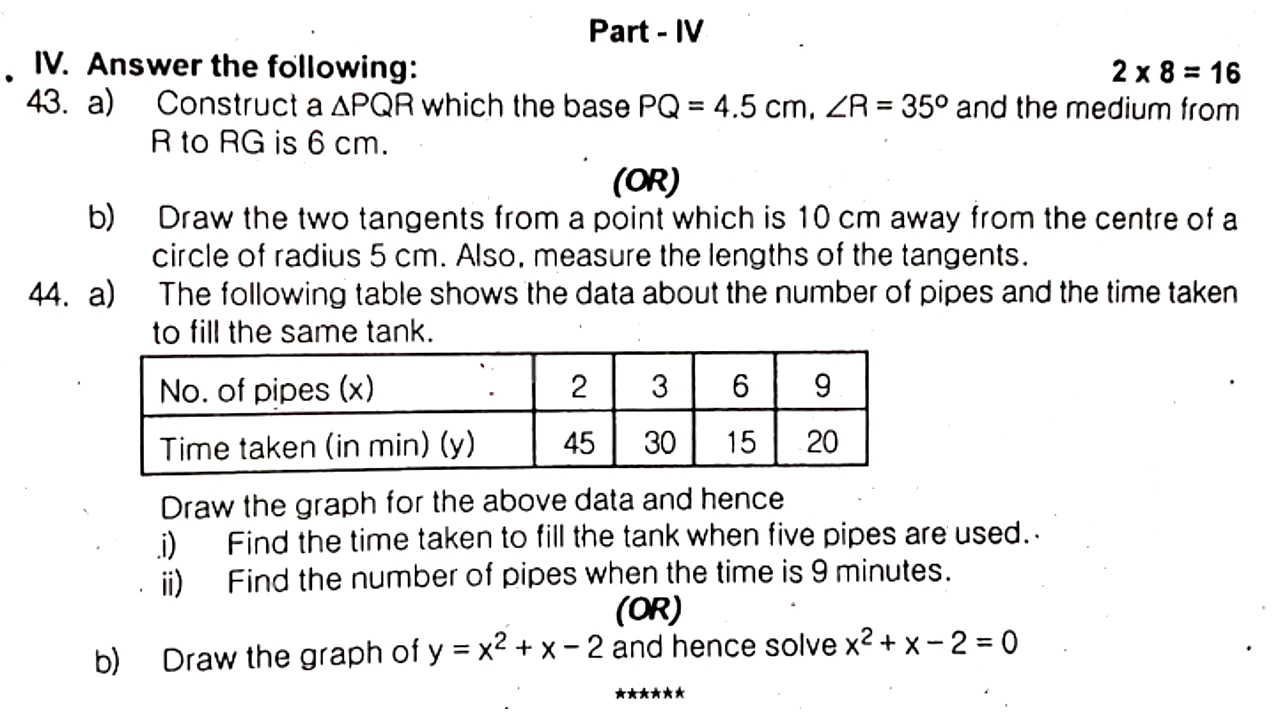 Part - IV
IV. Answer the following: 2 x 8 = 16
43. a) Construct a ΔPQR which the base PQ = 4.5 cm, ∠R = 35º and the medium from
R to RG is 6 cm.
(OR)
b) Draw the two tangents from a point which is 10 cm away from the centre of a
circle of radius 5 cm. Also, measure the lengths of the tangents.
44. a) The following table shows the data about the number of pipes and the time taken
to fill the same tank.
No. of pipes (x) 2 3 6 9
Time taken (in min) (y) 45 30 15 20
Draw the graph for the above data and hence
i) Find the time taken to fill the tank when five pipes are used.
ii) Find the number of pipes when the time is 9 minutes.
(OR)
b) Draw the graph of y = x² + x – 2 and hence solve x² + x – 2 = 0
******